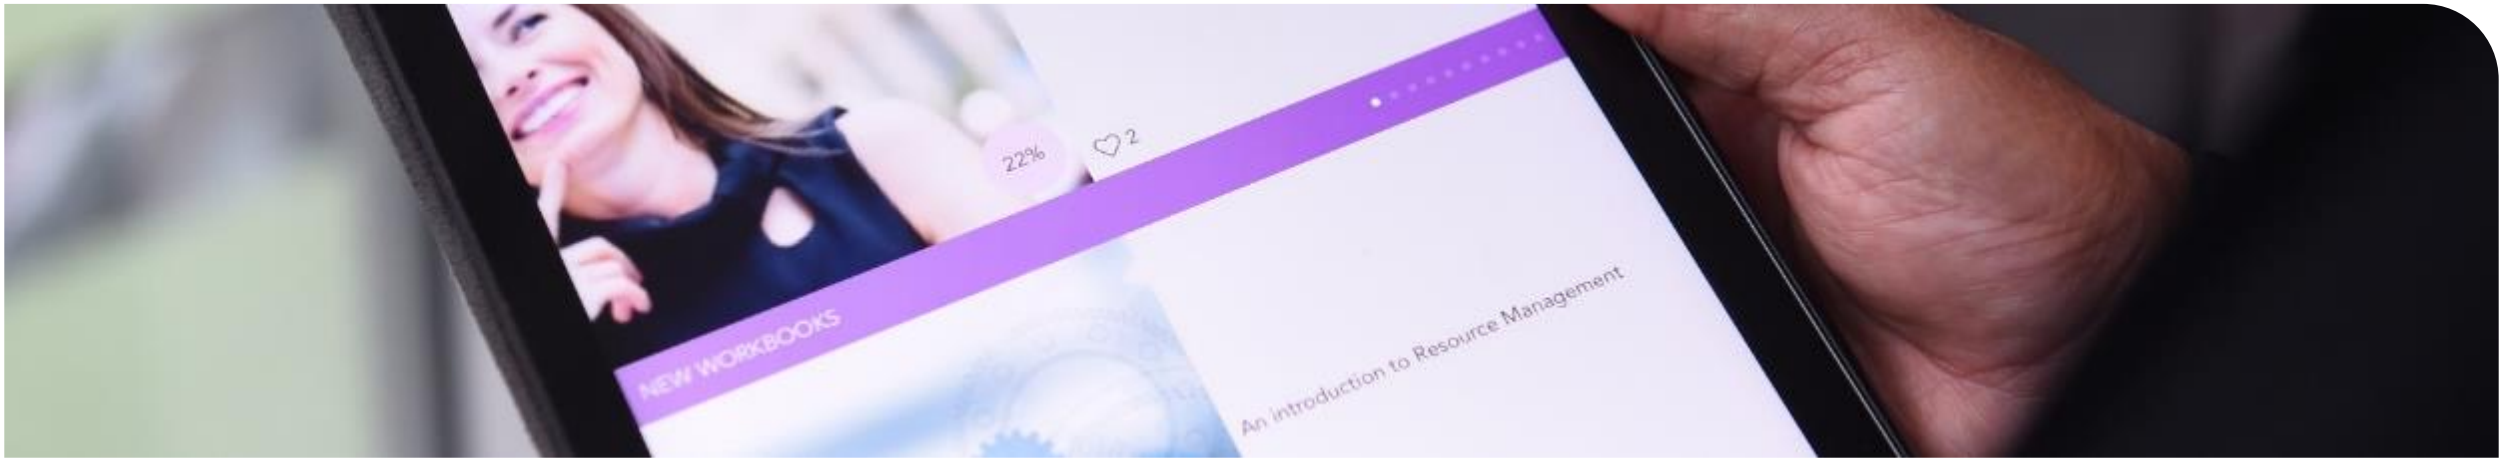 22%
2
NEW WORKBOOKS
An introduction to Resource Management